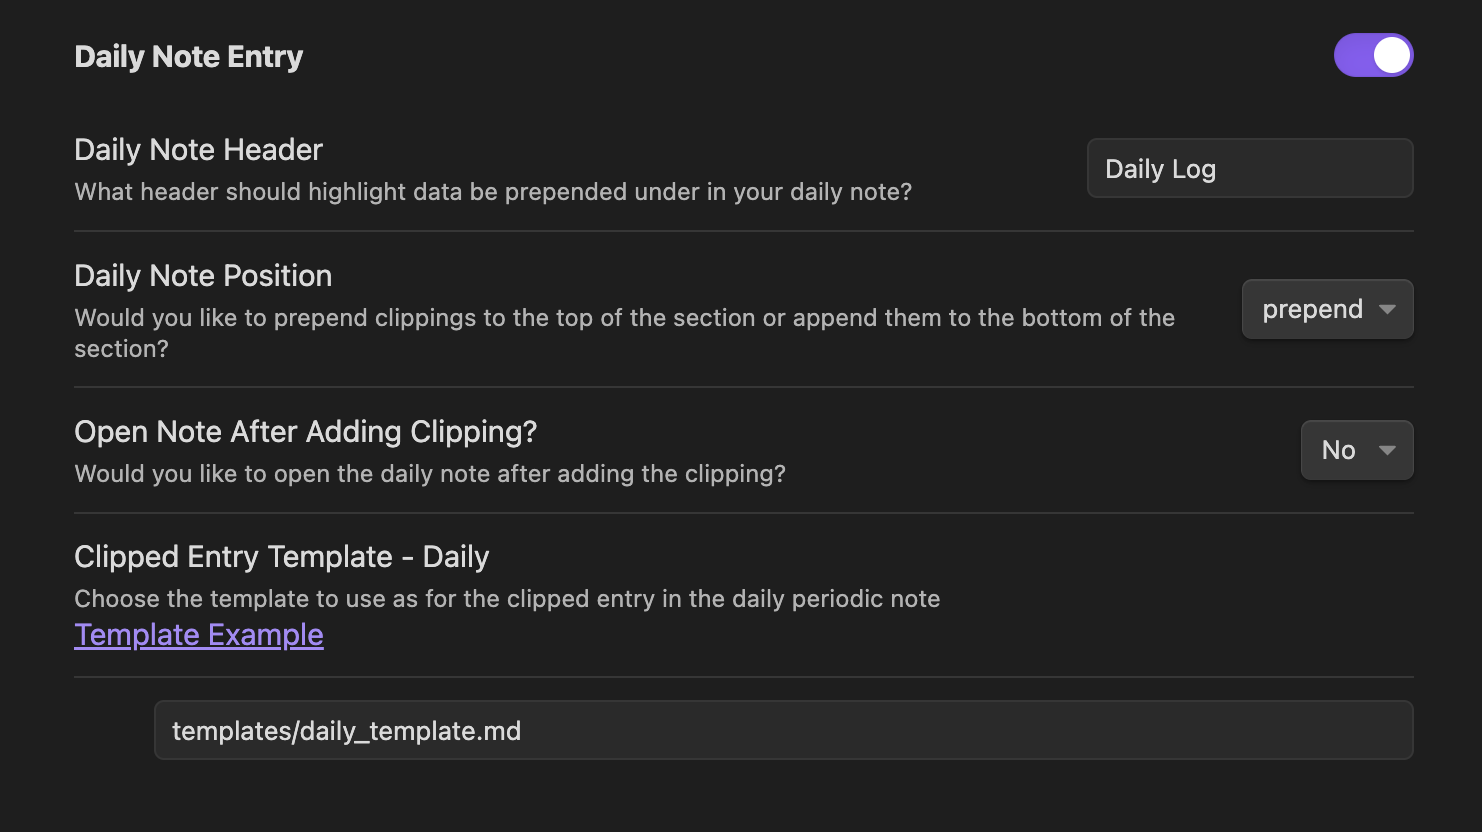 Daily Note Entry
Daily Note Header
What header should highlight data be prepended under in your daily note?
Daily Log
Daily Note Position
Would you like to prepend clippings to the top of the section or append them to the bottom of the
section?
prepend
Open Note After Adding Clipping?
Would you like to open the daily note after adding the clipping?
No
Clipped Entry Template - Daily
Choose the template to use as for the clipped entry in the daily periodic note
Template Example
templates/daily_template.md